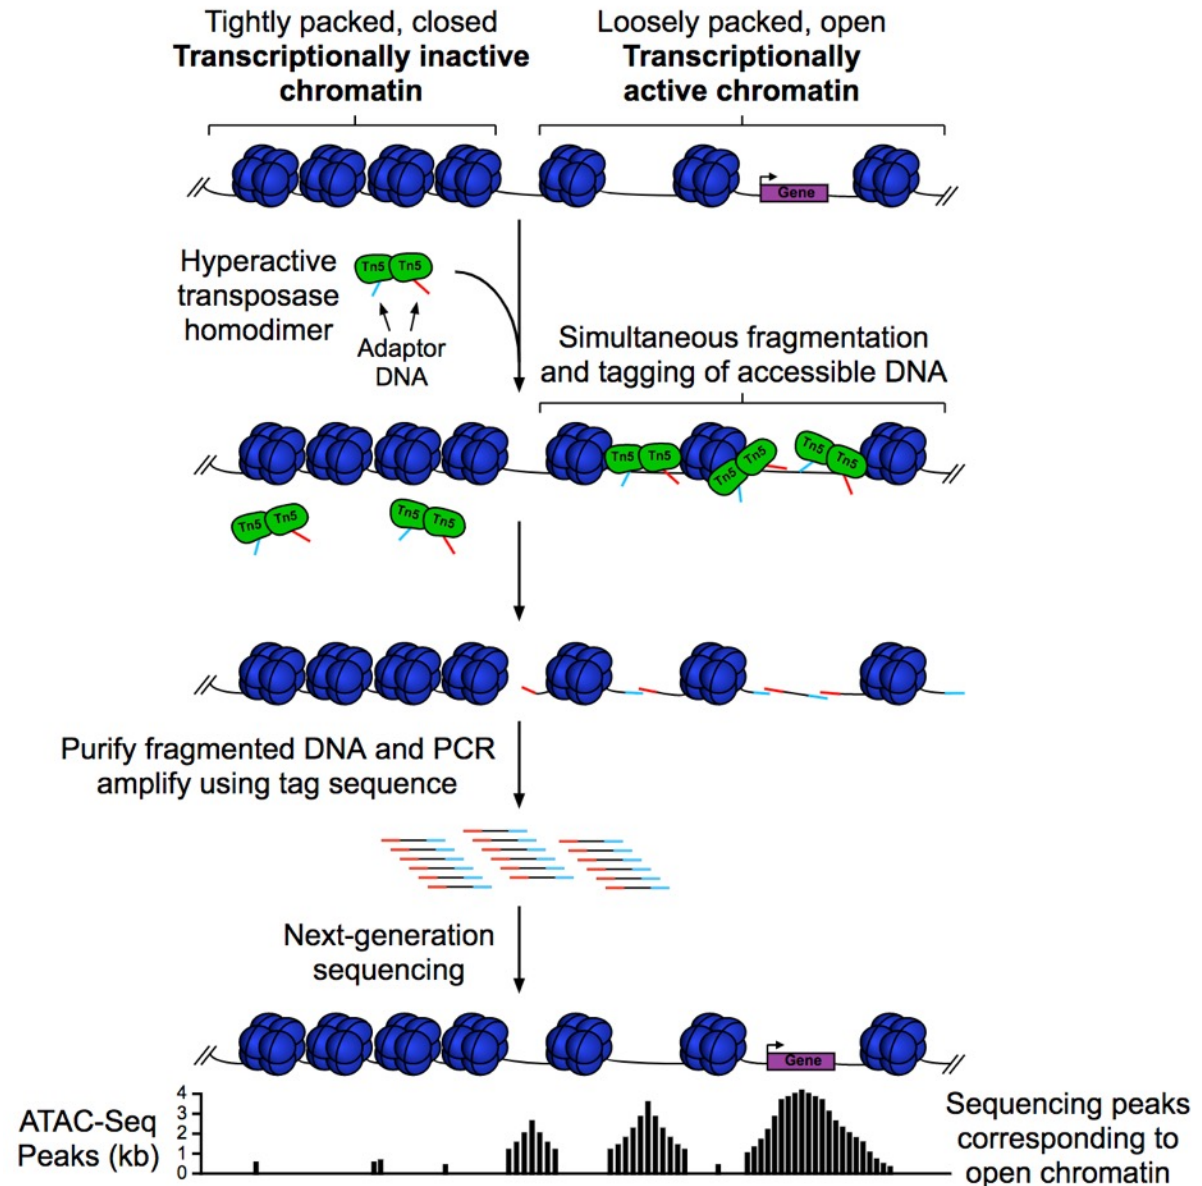 Tightly packed, closed
Transcriptionally inactive
chromatin
Loosely packed, open
Transcriptionally
active chromatin
Gene
Hyperactive
transposase
homodimer
Tn5 Tn5
Adaptor
DNA
Simultaneous fragmentation
and tagging of accessible DNA
Tn5 Tn5
Tn5 Tn5
Tn5 Tn5
Tn5 Tn5
Tn5 Tn5
Purify fragmented DNA and PCR
amplify using tag sequence
Next-generation
sequencing
Gene
ATAC-Seq
Peaks (kb)
4
3
2
1
0
Sequencing peaks
corresponding to
open chromatin